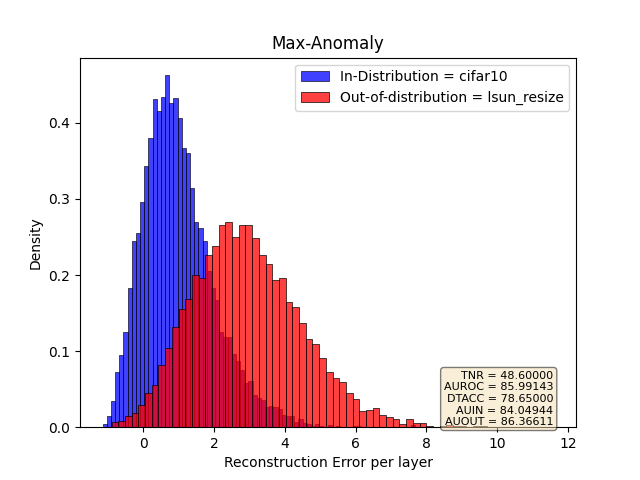 Max-Anomaly
In-Distribution = cifar10
Out-of-distribution = lsun_resize
Density
0.4
0.3
0.2
0.1
0.0
TNR = 48.60000
AUROC = 85.99143
DTACC = 78.65000
AUIN = 84.04944
AUOUT = 86.36611
0 2 4 6 8 10 12
Reconstruction Error per layer